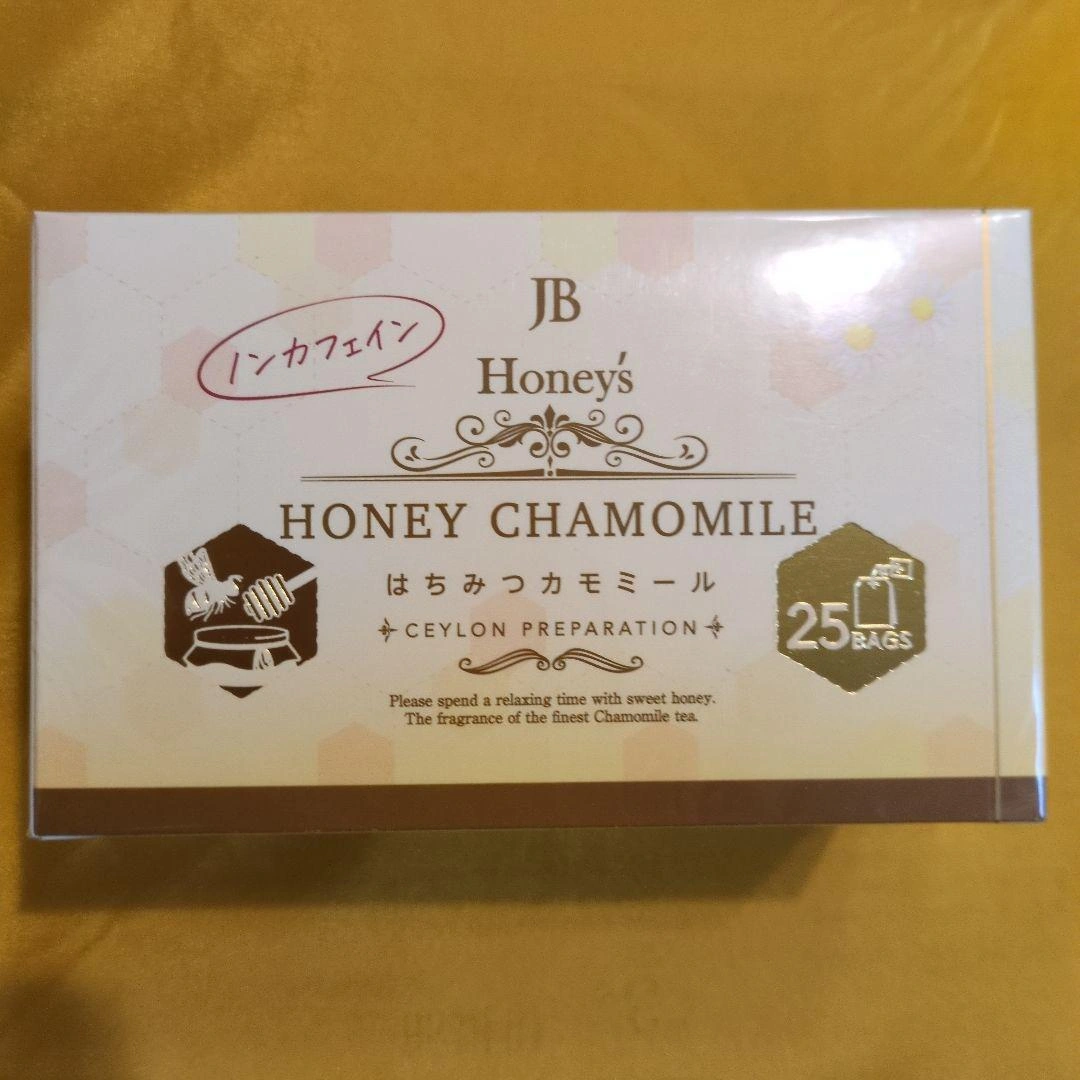 JB
Honey's
ノンカフェイン
HONEY CHAMOMILE
はちみつカモミール
CEYLON PREPARATION
25 BAGS
Please spend a relaxing time with sweet honey.
The fragrance of the finest Chamomile tea.